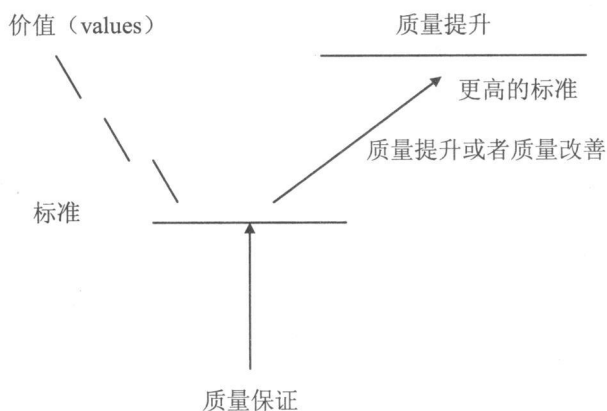 价值（values）
质量提升
更高的标准
质量提升或者质量改善
标准
质量保证